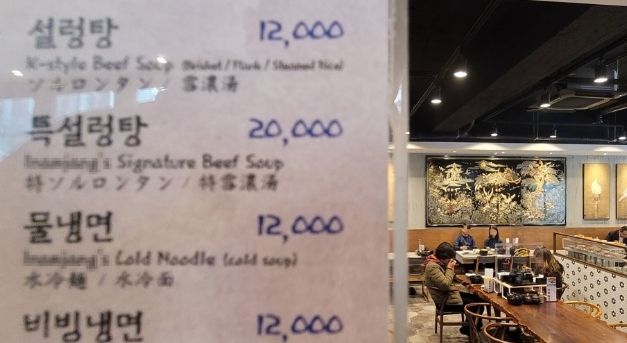 설렁탕 12,000
K-style Beef Soup (Brisket / Flank / Steamed Rice)
ソルロンタン / 雪濃湯
특설렁탕 20,000
Signature Beef Soup
特ソルロンタン / 特雪濃湯
물냉면 12,000
Cold Noodle (cold soup)
水冷麺 / 水冷面
비빔냉면 12,000